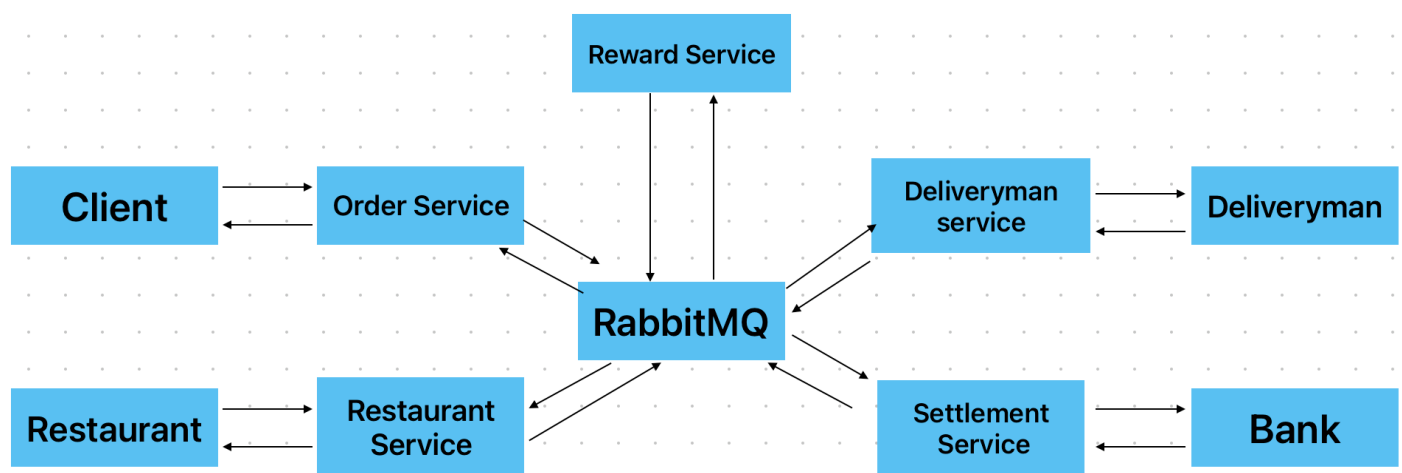 Reward Service
Client
Order Service
Deliveryman
service
Deliveryman
RabbitMQ
Restaurant
Restaurant
Service
Settlement
Service
Bank